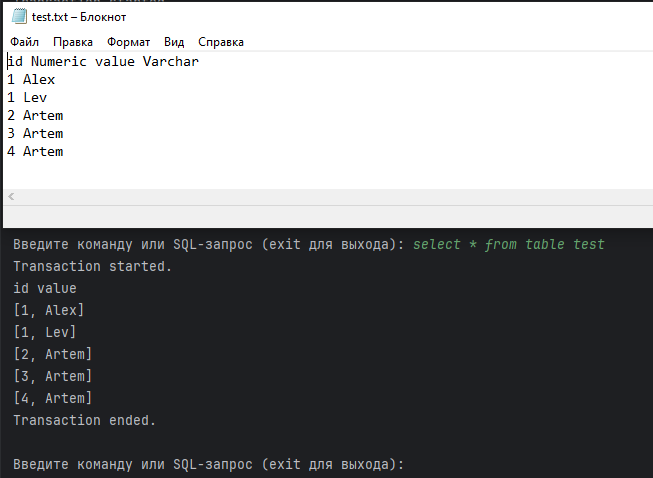 test.txt – Блокнот
Файл Правка Формат Вид Справка
id Numeric value Varchar
1 Alex
1 Lev
2 Artem
3 Artem
4 Artem
Введите команду или SQL-запрос (exit для выхода): select * from table test
Transaction started.
id value
[1, Alex]
[1, Lev]
[2, Artem]
[3, Artem]
[4, Artem]
Transaction ended.
Введите команду или SQL-запрос (exit для выхода):